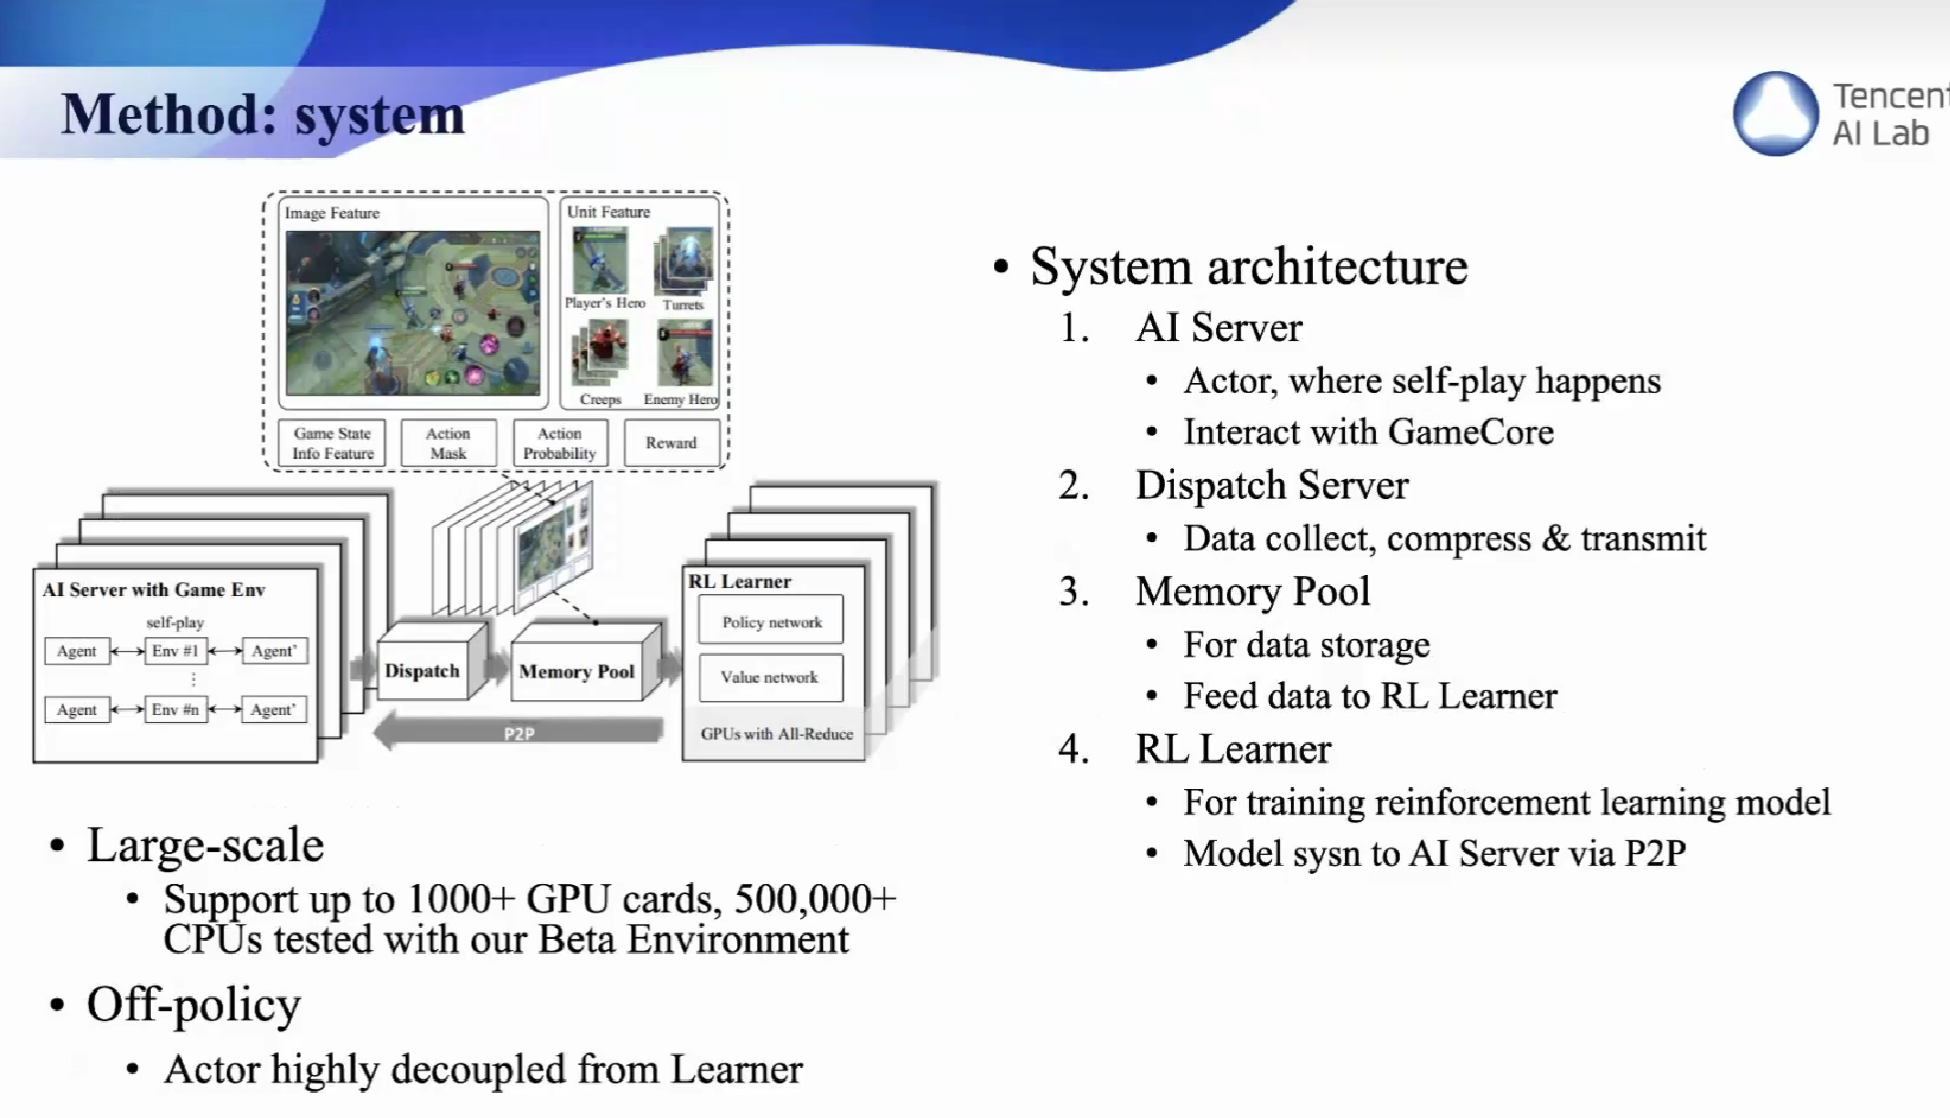 Method: system
Tencent
AI Lab
Image Feature
Unit Feature
Player's Hero
Turrets
Creeps
Enemy Hero
Game State
Info Feature
Action
Mask
Action
Probability
Reward
AI Server with Game Env
self-play
Agent
Env #1
Agent'
Agent
Env #n
Agent'
Dispatch
Memory Pool
P2P
RL Learner
Policy network
Value network
GPUs with All-Reduce
• Large-scale
• Support up to 1000+ GPU cards, 500,000+
CPUs tested with our Beta Environment
• Off-policy
• Actor highly decoupled from Learner
• System architecture
1. AI Server
• Actor, where self-play happens
• Interact with GameCore
2. Dispatch Server
• Data collect, compress & transmit
3. Memory Pool
• For data storage
• Feed data to RL Learner
4. RL Learner
• For training reinforcement learning model
• Model sysn to AI Server via P2P